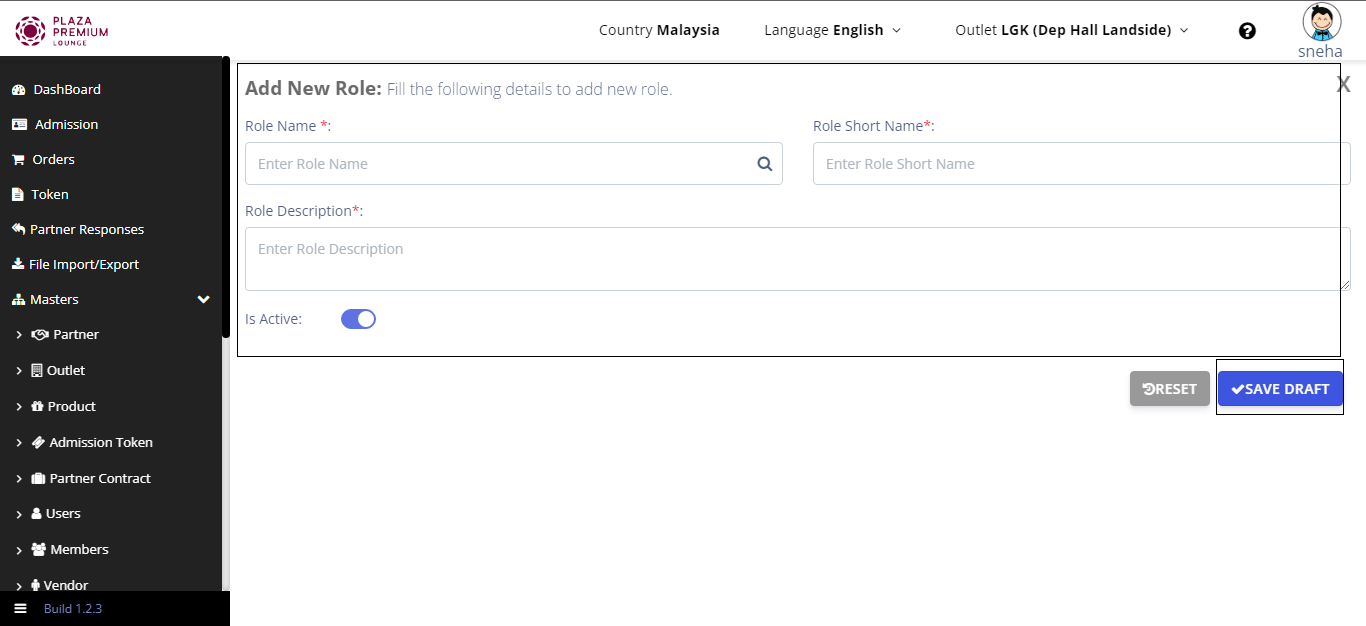 PLAZA
PREMIUM
LOUNGE
Country Malaysia
Language English
Outlet LGK (Dep Hall Landside)
?
sneha
DashBoard
Admission
Orders
Token
Partner Responses
File Import/Export
Masters
Partner
Outlet
Product
Admission Token
Partner Contract
Users
Members
Vendor
Build 1.2.3
Add New Role: Fill the following details to add new role.
X
Role Name *:
Role Short Name*:
Enter Role Name
Enter Role Short Name
Role Description*:
Enter Role Description
Is Active:
RESET
SAVE DRAFT